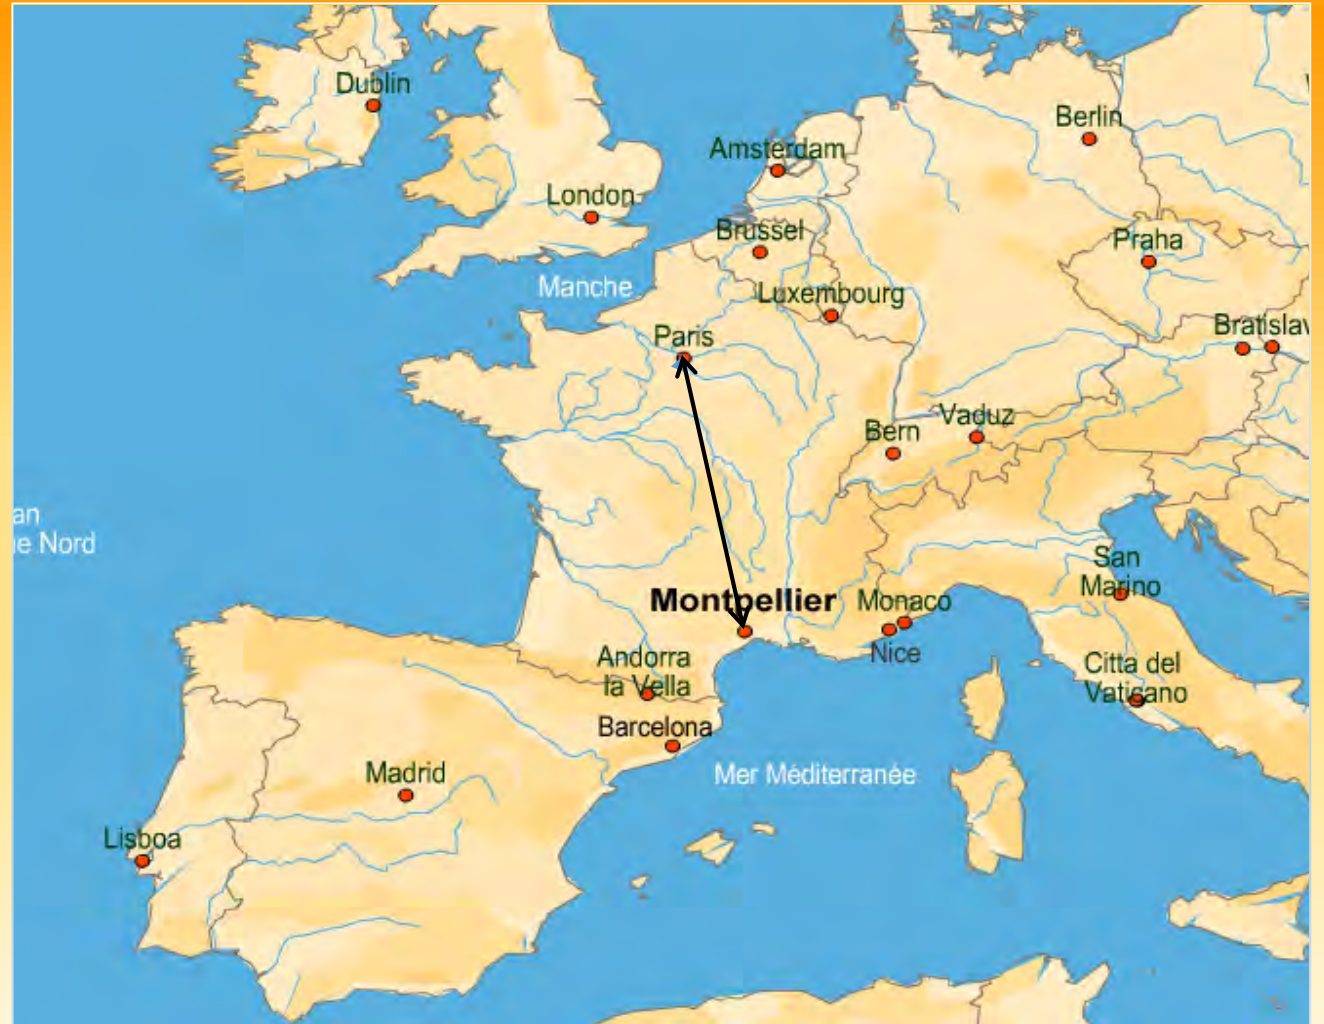 Dublin
Berlin
Amsterdam
London
Brussel
Praha
Manche
Luxembourg
Bratislav
Paris
Vaduz
Bern
an
e Nord
San
Marino
Montpellier
Monaco
Nice
Andorra
la Vella
Citta del
Vaticano
Barcelona
Madrid
Mer Méditerranée
Lisboa